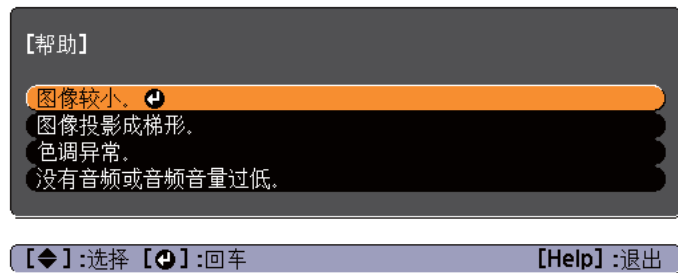 【帮助】
图像较小。
图像投影成梯形。
色调异常。
没有音频或音频音量过低。
【◆】:选择 【↵】:回车 【Help】:退出